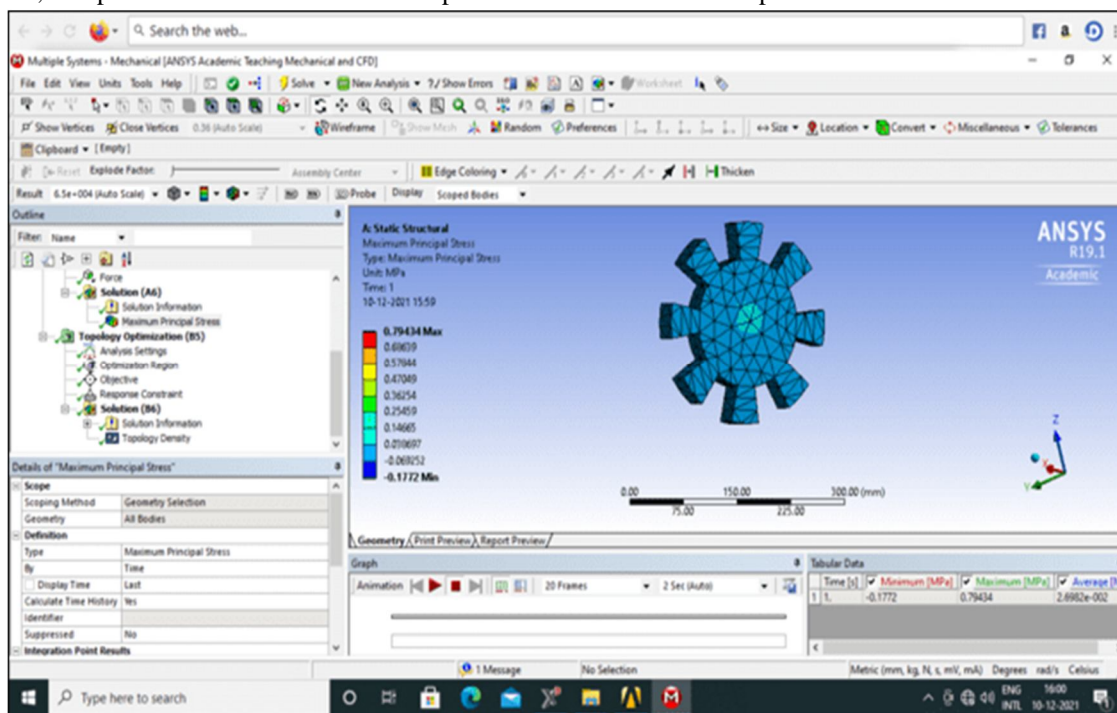 Search the web...
Multiple Systems - Mechanical [ANSYS Academic Teaching Mechanical and CFD]
File Edit View Units Tools Help Solve New Analysis ?/ Show Errors Worksheet
Show Vertices Close Vertices 0.36 (Auto Scale) Wireframe Show Mesh Random Preferences Size Location Convert Miscellaneous Tolerances
Clipboard [Empty]
Reset Explode Factor: Assembly Center Edge Coloring Thicken
Result 6.5e+004 (Auto Scale) Probe Display Scoped Bodies
Outline
Filter: Name
Force
Solution (A6)
Solution Information
Maximum Principal Stress
Topology Optimization (B5)
Analysis Settings
Optimization Region
Objective
Response Constraint
Solution (B6)
Solution Information
Topology Density
Details of "Maximum Principal Stress"
Scope
Scoping Method Geometry Selection
Geometry All Bodies
Definition
Type Maximum Principal Stress
By Time
Display Time Last
Calculate Time History Yes
Identifier
Suppressed No
Integration Point Results
A: Static Structural
Maximum Principal Stress
Type: Maximum Principal Stress
Unit: MPa
Time: 1
10-12-2021 15:59
0.79434 Max
0.68639
0.57844
0.47049
0.36254
0.25459
0.14665
0.038697
-0.069252
-0.1772 Min
ANSYS
R19.1
Academic
Z
X
Y
0.00 150.00 300.00 (mm)
75.00 225.00
Geometry Print Preview Report Preview
Graph
Animation 20 Frames 2 Sec (Auto)
Tabular Data
Time [s] Minimum [MPa] Maximum [MPa] Average [M
1 1. -0.1772 0.79434 2.6982e-002
1 Message No Selection Metric (mm, kg, N, s, mV, mA) Degrees rad/s Celsius
Type here to search
ENG 16:00
INTL 10-12-2021